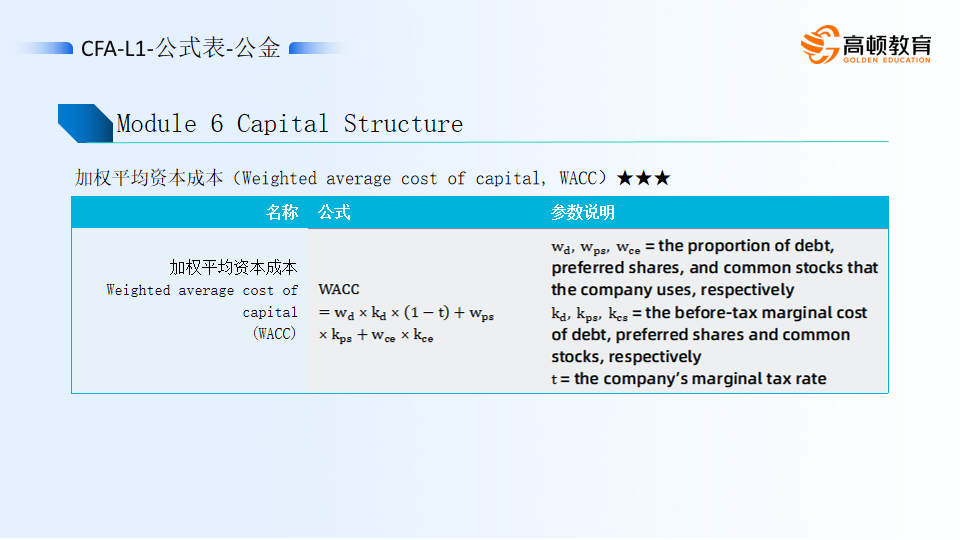 CFA-L1-公式表-公金
高顿教育
GOLDEN EDUCATION
Module 6 Capital Structure
加权平均资本成本（Weighted average cost of capital, WACC）★★★
名称 公式 参数说明
加权平均资本成本
Weighted average cost of
capital
(WACC)
WACC
= w_d × k_d × (1 − t) + w_ps
× k_ps + w_ce × k_ce
w_d, w_ps, w_ce = the proportion of debt,
preferred shares, and common stocks that
the company uses, respectively
k_d, k_ps, k_cs = the before-tax marginal cost
of debt, preferred shares and common
stocks, respectively
t = the company’s marginal tax rate